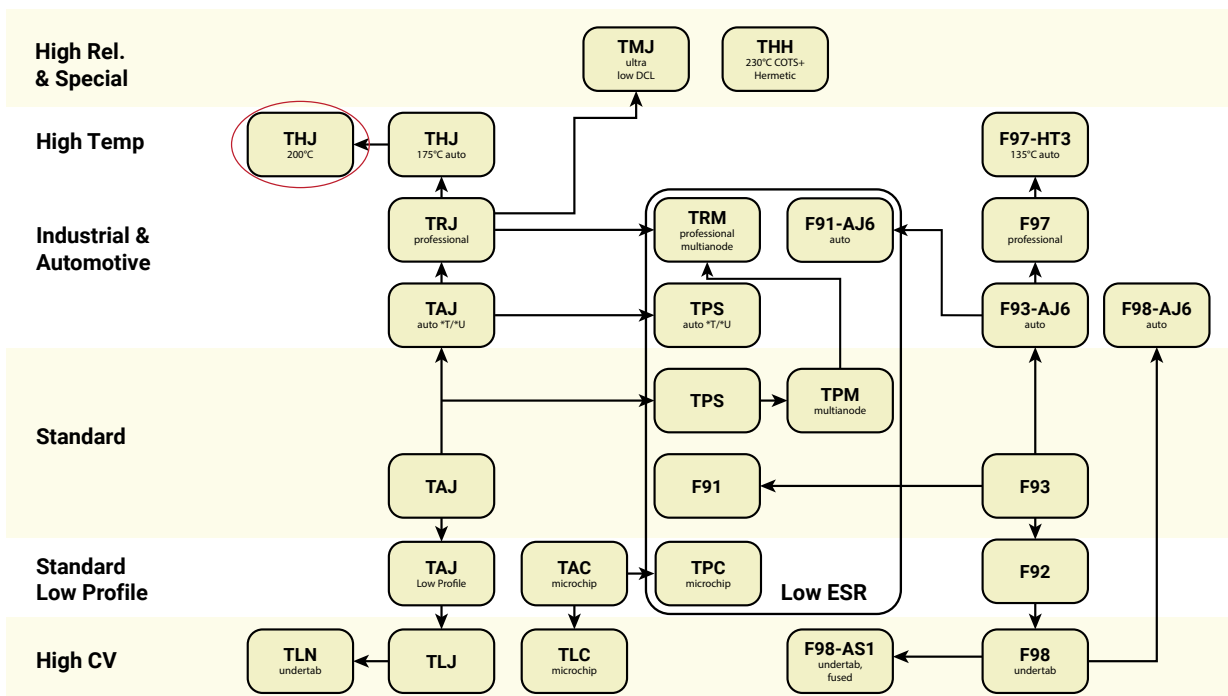 High Rel.
& Special
TMJ
ultra
low DCL
THH
230°C COTS+
Hermetic
High Temp
THJ
200°C
THJ
175°C auto
F97-HT3
135°C auto
Industrial &
Automotive
TRJ
professional
TRM
professional
multianode
F91-AJ6
auto
F97
professional
TAJ
auto *T/*U
TPS
auto *T/*U
F93-AJ6
auto
F98-AJ6
auto
Standard
TPS
TPM
multianode
TAJ
F91
F93
Standard
Low Profile
TAJ
Low Profile
TAC
microchip
TPC
microchip
Low ESR
F92
High CV
TLN
undertab
TLJ
TLC
microchip
F98-AS1
undertab,
fused
F98
undertab